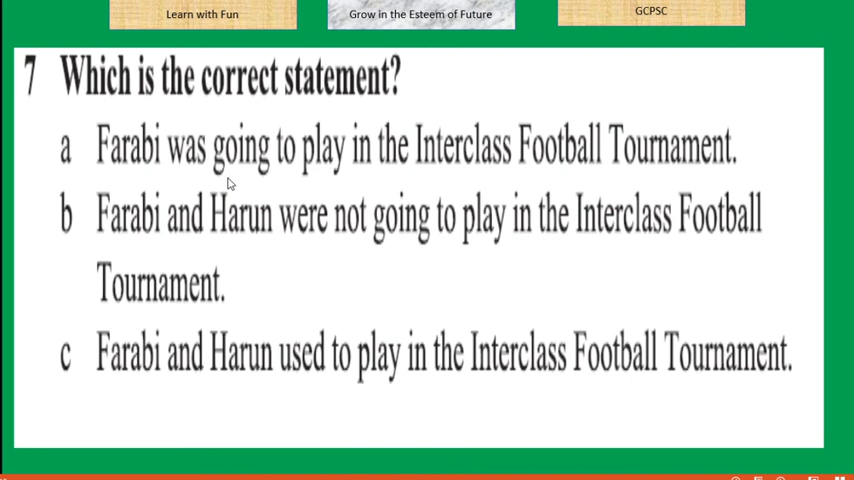 Learn with Fun
Grow in the Esteem of Future
GCPSC
7 Which is the correct statement?
a Farabi was going to play in the Interclass Football Tournament.
b Farabi and Harun were not going to play in the Interclass Football
Tournament.
c Farabi and Harun used to play in the Interclass Football Tournament.